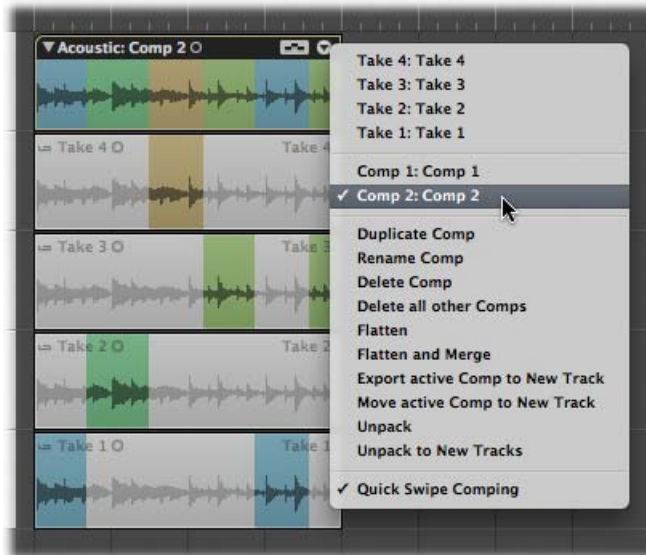 Acoustic: Comp 2
Take 4 Take 4
Take 3 Take 3
Take 2 Take 2
Take 1 Take 1
Take 4: Take 4
Take 3: Take 3
Take 2: Take 2
Take 1: Take 1
Comp 1: Comp 1
✓ Comp 2: Comp 2
Duplicate Comp
Rename Comp
Delete Comp
Delete all other Comps
Flatten
Flatten and Merge
Export active Comp to New Track
Move active Comp to New Track
Unpack
Unpack to New Tracks
✓ Quick Swipe Comping